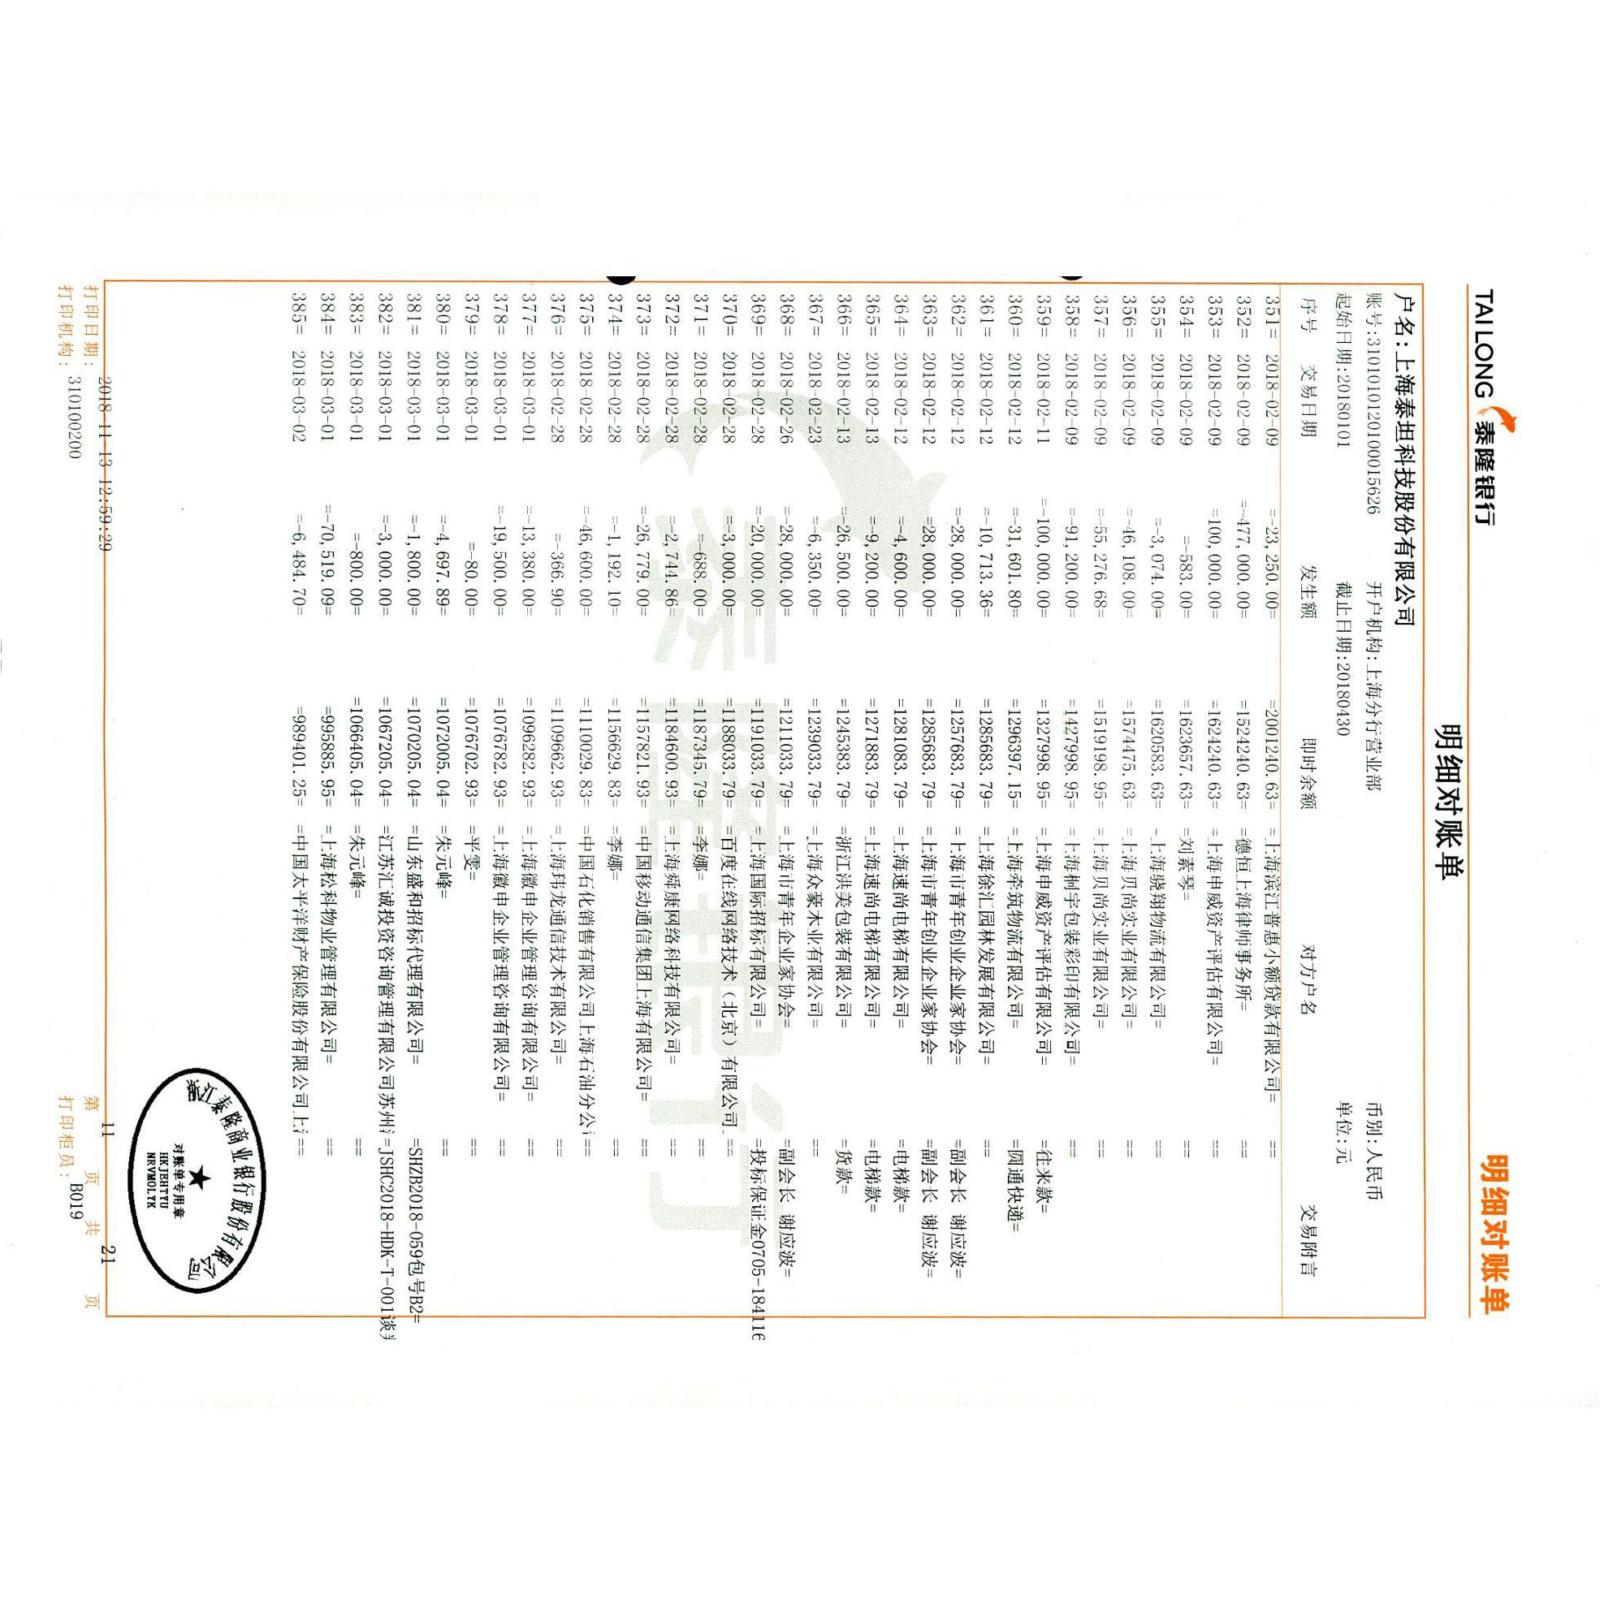 TAILONG 泰隆银行
明细对账单
明细对账单
户名:上海泰坦科技股份有限公司
账号:31010101201000015626 开户机构:上海分行营业部 币别:人民币
起始日期:20180101 截止日期:20180430 单位:元
序号 交易日期 发生额 即时余额 对方户名 交易附言
351= 2018-02-09 =-23,250.00= =2001240.63= =上海滨江普惠小额贷款有限公司= ==
352= 2018-02-09 =-477,000.00= =1524240.63= =德恒上海律师事务所= ==
353= 2018-02-09 =100,000.00= =1624240.63= =上海申威资产评估有限公司= ==
354= 2018-02-09 =-583.00= =1623657.63= =刘素琴= ==
355= 2018-02-09 =-3,074.00= =1620583.63= =上海骁翔物流有限公司= ==
356= 2018-02-09 =-46,108.00= =1574475.63= =上海贝尚实业有限公司= ==
357= 2018-02-09 =-55,276.68= =1519198.95= =上海贝尚实业有限公司= ==
358= 2018-02-09 =-91,200.00= =1427998.95= =上海桐宇包装彩印有限公司= ==
359= 2018-02-11 =-100,000.00= =1327998.95= =上海申威资产评估有限公司= =往来款=
360= 2018-02-12 =-31,601.80= =1296397.15= =上海牵筑物流有限公司= =圆通快递=
361= 2018-02-12 =-10,713.36= =1285683.79= =上海徐汇园林发展有限公司= ==
362= 2018-02-12 =-28,000.00= =1257683.79= =上海市青年创业企业家协会= =副会长 谢应波=
363= 2018-02-12 =28,000.00= =1285683.79= =上海市青年创业企业家协会= =副会长 谢应波=
364= 2018-02-12 =-4,600.00= =1281083.79= =上海速尚电梯有限公司= =电梯款=
365= 2018-02-13 =-9,200.00= =1271883.79= =上海速尚电梯有限公司= =电梯款=
366= 2018-02-13 =-26,500.00= =1245383.79= =浙江洪美包装有限公司= =货款=
367= 2018-02-23 =-6,350.00= =1239033.79= =上海众豪木业有限公司= ==
368= 2018-02-26 =-28,000.00= =1211033.79= =上海市青年企业家协会= =副会长 谢应波=
369= 2018-02-28 =-20,000.00= =1191033.79= =上海国际招标有限公司= =投标保证金0705-184116
370= 2018-02-28 =-3,000.00= =1188033.79= =百度在线网络技术（北京）有限公司 ==
371= 2018-02-28 =-688.00= =1187345.79= =李娜= ==
372= 2018-02-28 =-2,744.86= =1184600.93= =上海舜康网络科技有限公司= ==
373= 2018-02-28 =-26,779.00= =1157821.93= =中国移动通信集团上海有限公司= ==
374= 2018-02-28 =-1,192.10= =1156629.83= =李娜= ==
375= 2018-02-28 =-46,600.00= =1110029.83= =中国石化销售有限公司上海石油分公 ==
376= 2018-02-28 =-366.90= =1109662.93= =上海玮龙通信技术有限公司= ==
377= 2018-03-01 =-13,380.00= =1096282.93= =上海徽申企业管理咨询有限公司= ==
378= 2018-03-01 =-19,500.00= =1076782.93= =上海徽申企业管理咨询有限公司= ==
379= 2018-03-01 =-80.00= =1076702.93= =平雯= ==
380= 2018-03-01 =-4,697.89= =1072005.04= =朱元峰= ==
381= 2018-03-01 =-1,800.00= =1070205.04= =山东盛和招标代理有限公司= =SHZB2018-059包号B2=
382= 2018-03-01 =-3,000.00= =1067205.04= =江苏汇诚投资咨询管理有限公司苏州 =JSHC2018-HDK-T-001谈
383= 2018-03-01 =-800.00= =1066405.04= =朱元峰= ==
384= 2018-03-01 =-70,519.09= =995885.95= =上海松科物业管理有限公司= ==
385= 2018-03-02 =-6,484.70= =989401.25= =中国太平洋财产保险股份有限公司上 ==
泰隆银行
浙江泰隆商业银行股份有限公司
对账单专用章
HKJEHTYU
NRVWOLTK
打印日期: 2018-11-13 12:59:29 第 11 页 共 21 页
打印机构: 310100200 打印柜员: B019